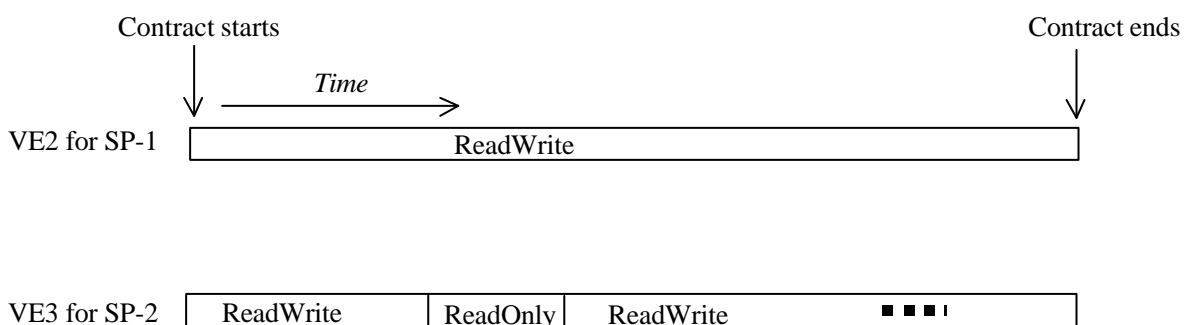 Contract starts Contract ends
Time
VE2 for SP-1 ReadWrite
VE3 for SP-2 ReadWrite ReadOnly ReadWrite